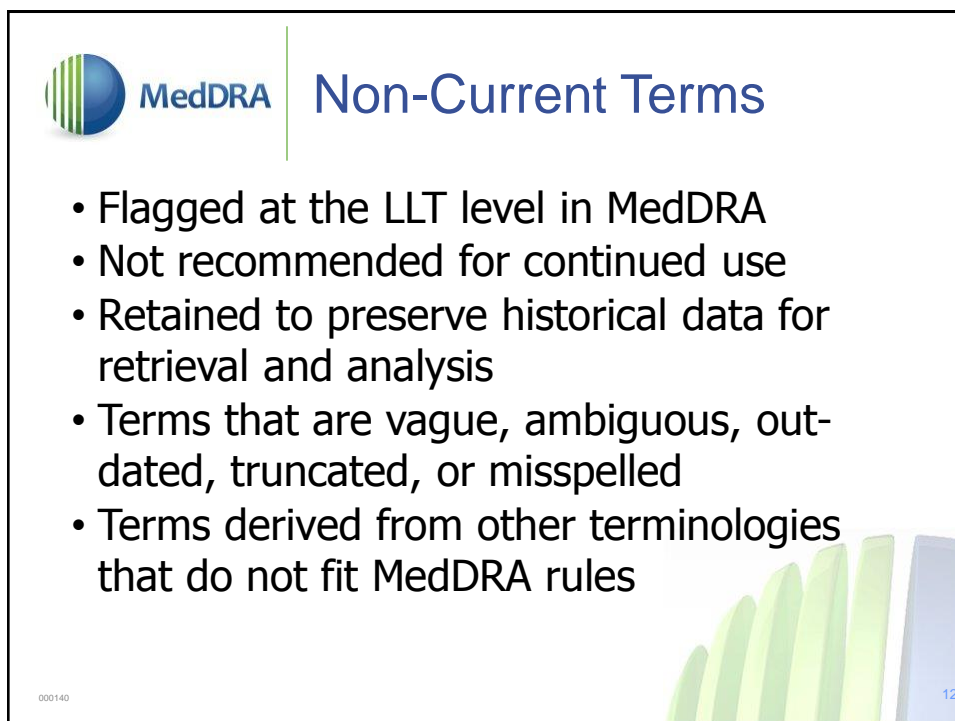 MedDRA
Non-Current Terms
• Flagged at the LLT level in MedDRA
• Not recommended for continued use
• Retained to preserve historical data for
retrieval and analysis
• Terms that are vague, ambiguous, out-
dated, truncated, or misspelled
• Terms derived from other terminologies
that do not fit MedDRA rules
000140
12